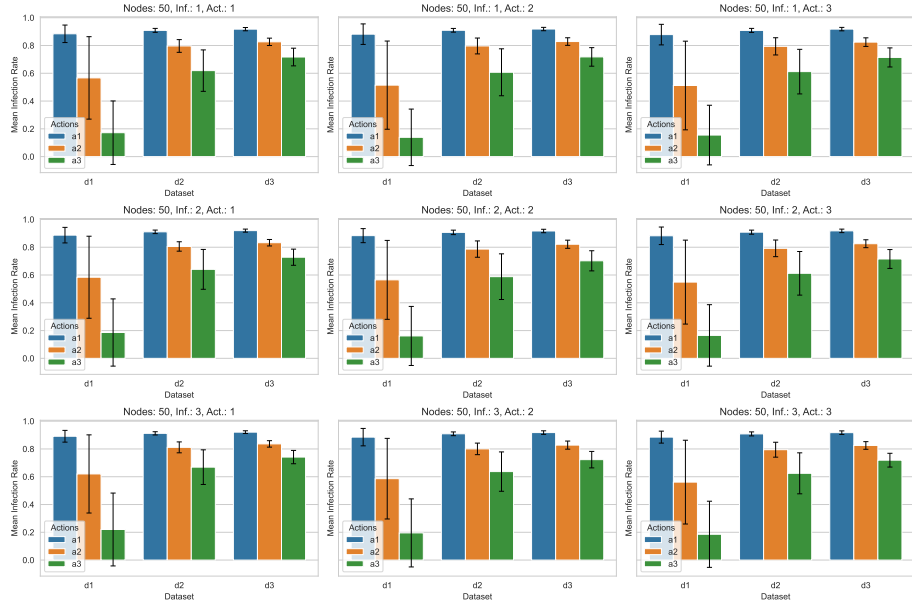 Nodes: 50, Inf.: 1, Act.: 1
Mean Infection Rate
1.0
0.8
0.6
0.4
0.2
0.0
Actions
a1
a2
a3
d1 d2 d3
Dataset
Nodes: 50, Inf.: 1, Act.: 2
Mean Infection Rate
Actions
a1
a2
a3
d1 d2 d3
Dataset
Nodes: 50, Inf.: 1, Act.: 3
Mean Infection Rate
Actions
a1
a2
a3
d1 d2 d3
Dataset
Nodes: 50, Inf.: 2, Act.: 1
Mean Infection Rate
1.0
0.8
0.6
0.4
0.2
0.0
Actions
a1
a2
a3
d1 d2 d3
Dataset
Nodes: 50, Inf.: 2, Act.: 2
Mean Infection Rate
Actions
a1
a2
a3
d1 d2 d3
Dataset
Nodes: 50, Inf.: 2, Act.: 3
Mean Infection Rate
Actions
a1
a2
a3
d1 d2 d3
Dataset
Nodes: 50, Inf.: 3, Act.: 1
Mean Infection Rate
1.0
0.8
0.6
0.4
0.2
0.0
Actions
a1
a2
a3
d1 d2 d3
Dataset
Nodes: 50, Inf.: 3, Act.: 2
Mean Infection Rate
Actions
a1
a2
a3
d1 d2 d3
Dataset
Nodes: 50, Inf.: 3, Act.: 3
Mean Infection Rate
Actions
a1
a2
a3
d1 d2 d3
Dataset